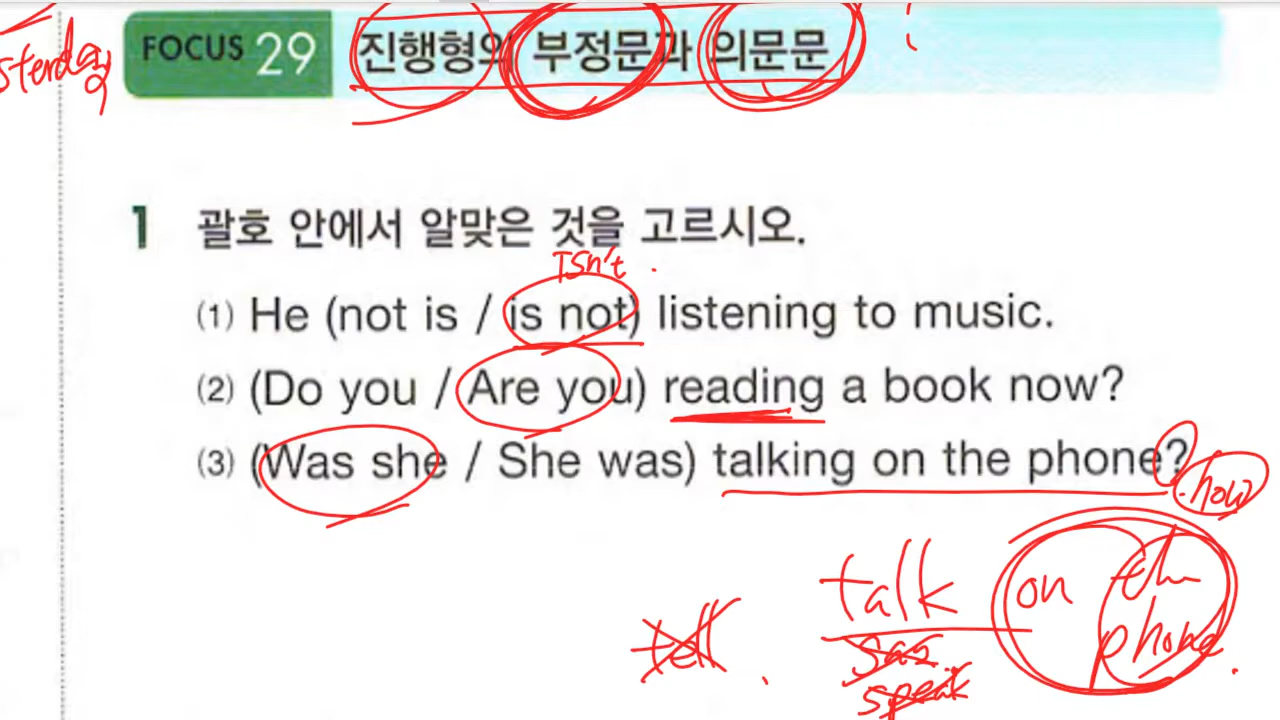 sterday
FOCUS 29 진행형의 부정문과 의문문
1 괄호 안에서 알맞은 것을 고르시오.
Isn't.
(1) He (not is / is not) listening to music.
(2) (Do you / Are you) reading a book now?
(3) (Was she / She was) talking on the phone?
talk on the phone.
tell
speak